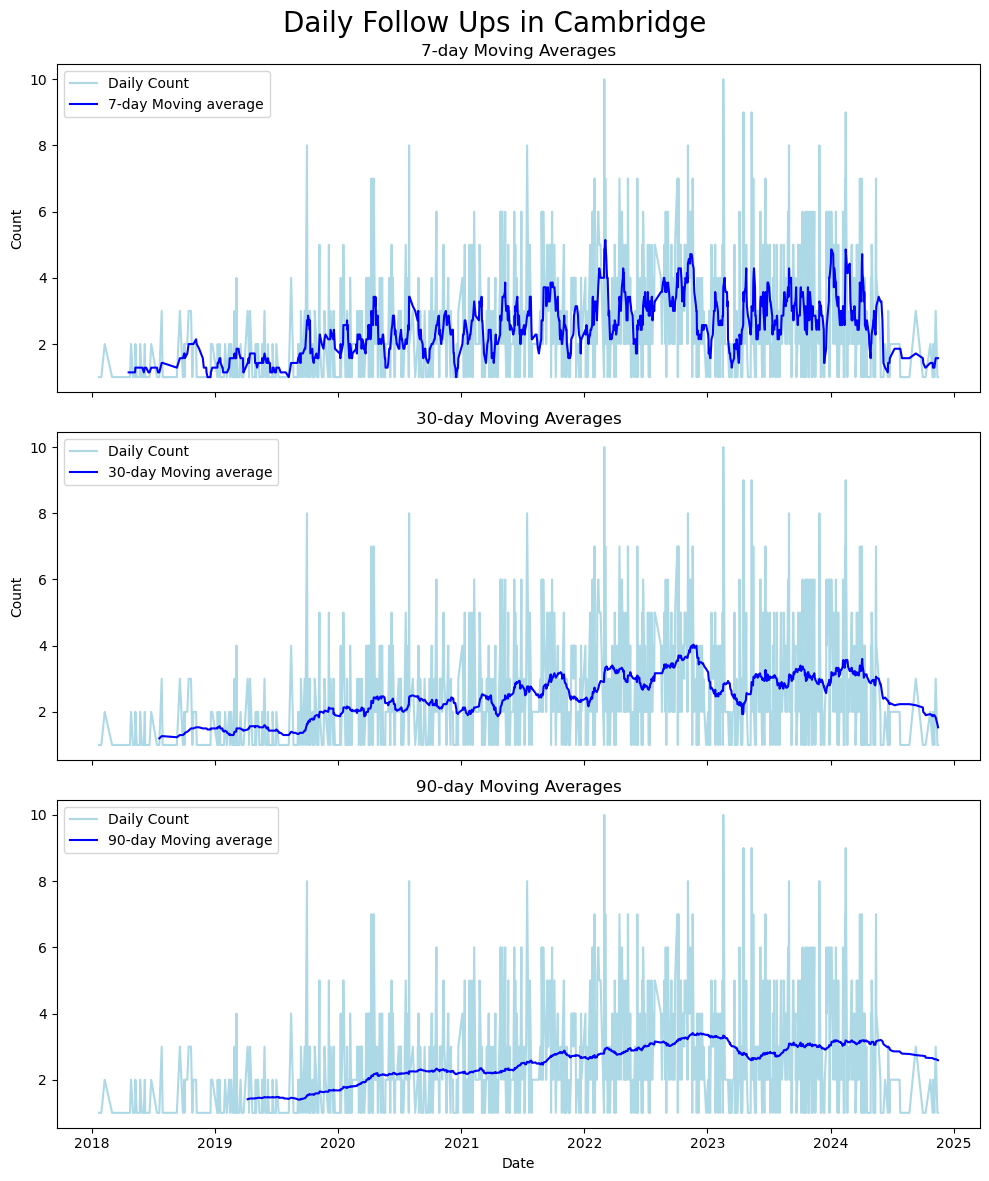 Daily Follow Ups in Cambridge
7-day Moving Averages
Daily Count
7-day Moving average
Count
10
8
6
4
2
30-day Moving Averages
Daily Count
30-day Moving average
Count
10
8
6
4
2
90-day Moving Averages
Daily Count
90-day Moving average
10
8
6
4
2
2018 2019 2020 2021 2022 2023 2024 2025
Date